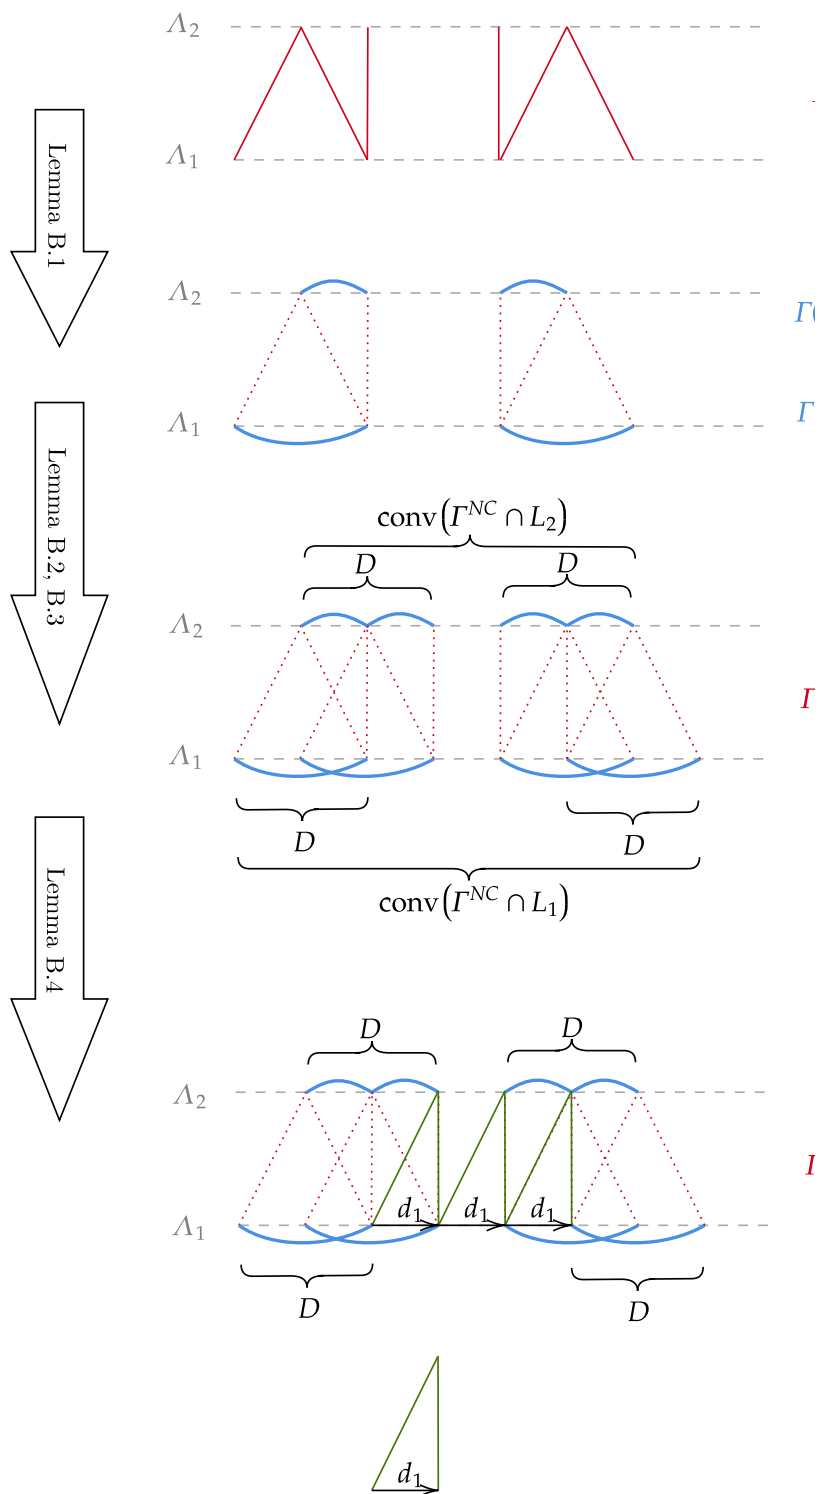 Λ₂
Λ₁
Lemma B.1
Λ₂
Γ(
Λ₁
Γ
Lemma B.2, B.3
conv(Γ^{NC} ∩ L₂)
D D
Λ₂
Γ
Λ₁
D D
conv(Γ^{NC} ∩ L₁)
Lemma B.4
D D
Λ₂
d₁ d₁ d₁
Λ₁
D D
d₁